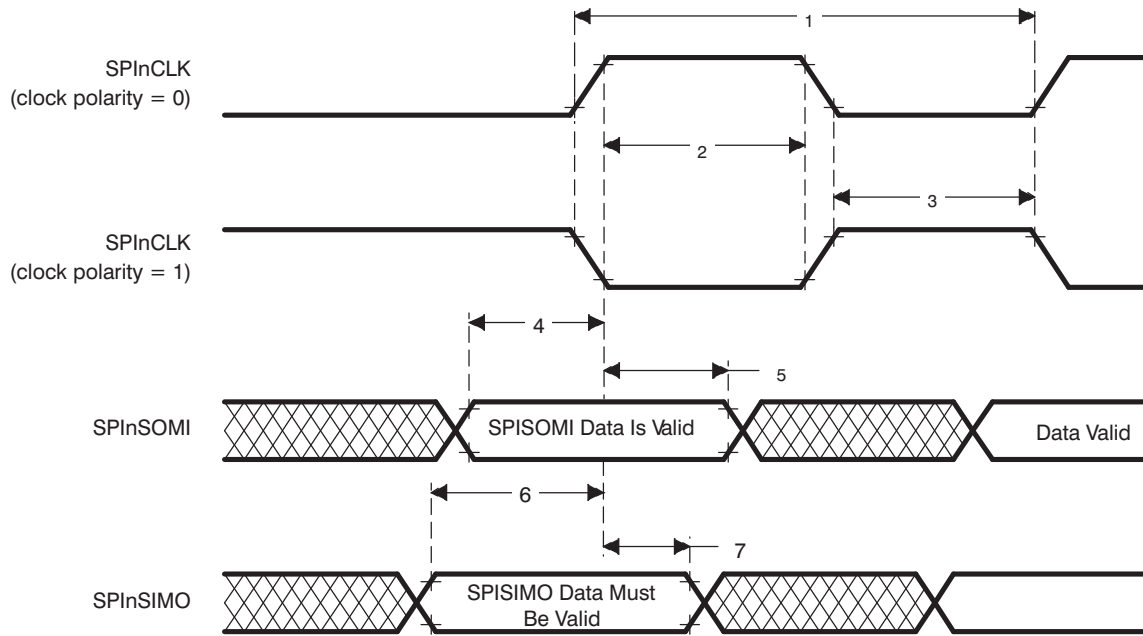 1
SPInCLK
(clock polarity = 0)
2
3
SPInCLK
(clock polarity = 1)
4
5
SPInSOMI
SPISOMI Data Is Valid
Data Valid
6
7
SPInSIMO
SPISIMO Data Must
Be Valid